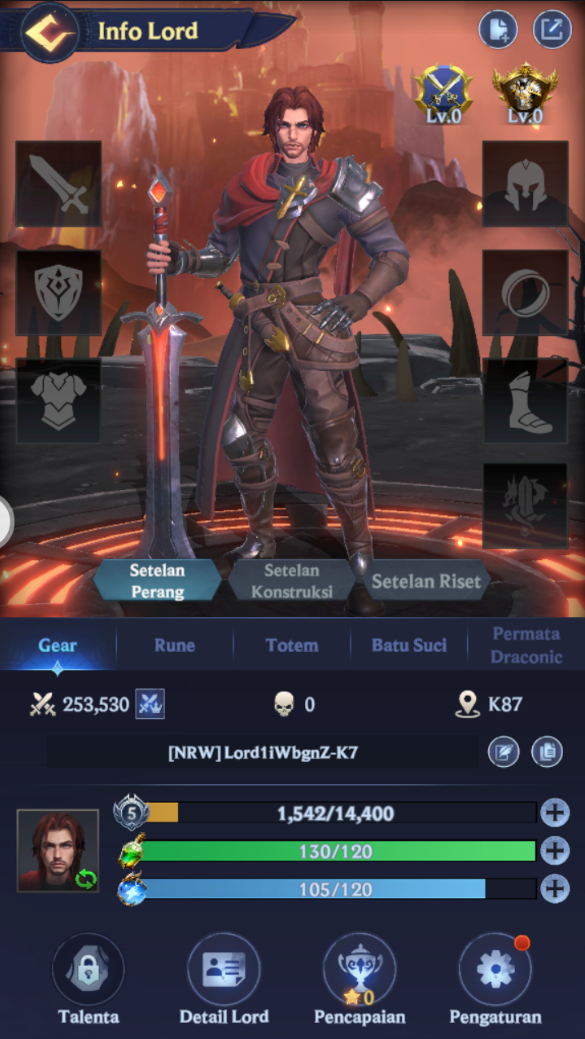 Info Lord
Lv.0
Lv.0
Setelan
Perang
Setelan
Konstruksi
Setelan Riset
Gear
Rune
Totem
Batu Suci
Permata
Draconic
253,530
0
K87
[NRW] Lord1iWbgnZ-K7
5
1,542/14,400
130/120
105/120
Talenta
Detail Lord
0
Pencapaian
Pengaturan